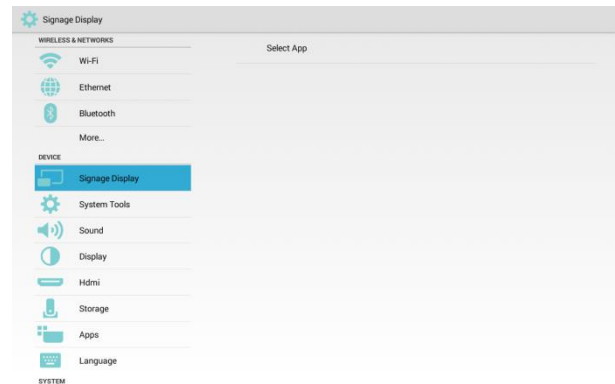 Signage Display
WIRELESS & NETWORKS
Wi-Fi
Ethernet
Bluetooth
More...
DEVICE
Signage Display
System Tools
Sound
Display
Hdmi
Storage
Apps
Language
SYSTEM
Select App